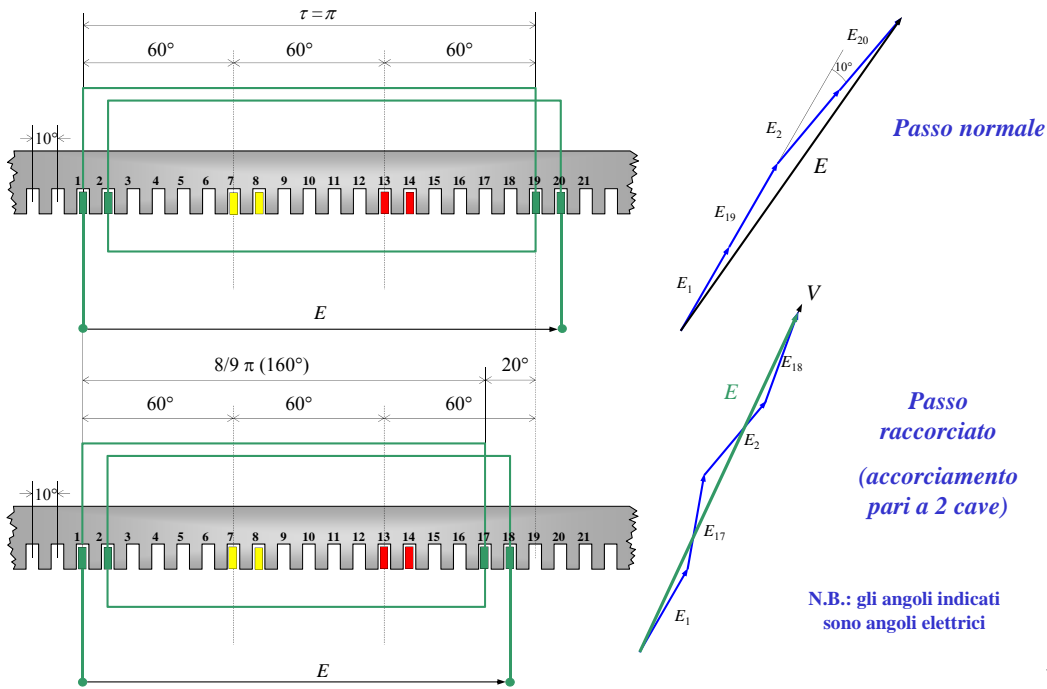 τ = π
60° 60° 60°
10°
1 2 3 4 5 6 7 8 9 10 11 12 13 14 15 16 17 18 19 20 21
E
E20
10°
E2
E
E19
E1
Passo normale
8/9 π (160°) 20°
60° 60° 60°
10°
1 2 3 4 5 6 7 8 9 10 11 12 13 14 15 16 17 18 19 20 21
E
V
E18
E
E2
E17
E1
Passo
raccorciato
(accorciamento
pari a 2 cave)
N.B.: gli angoli indicati
sono angoli elettrici